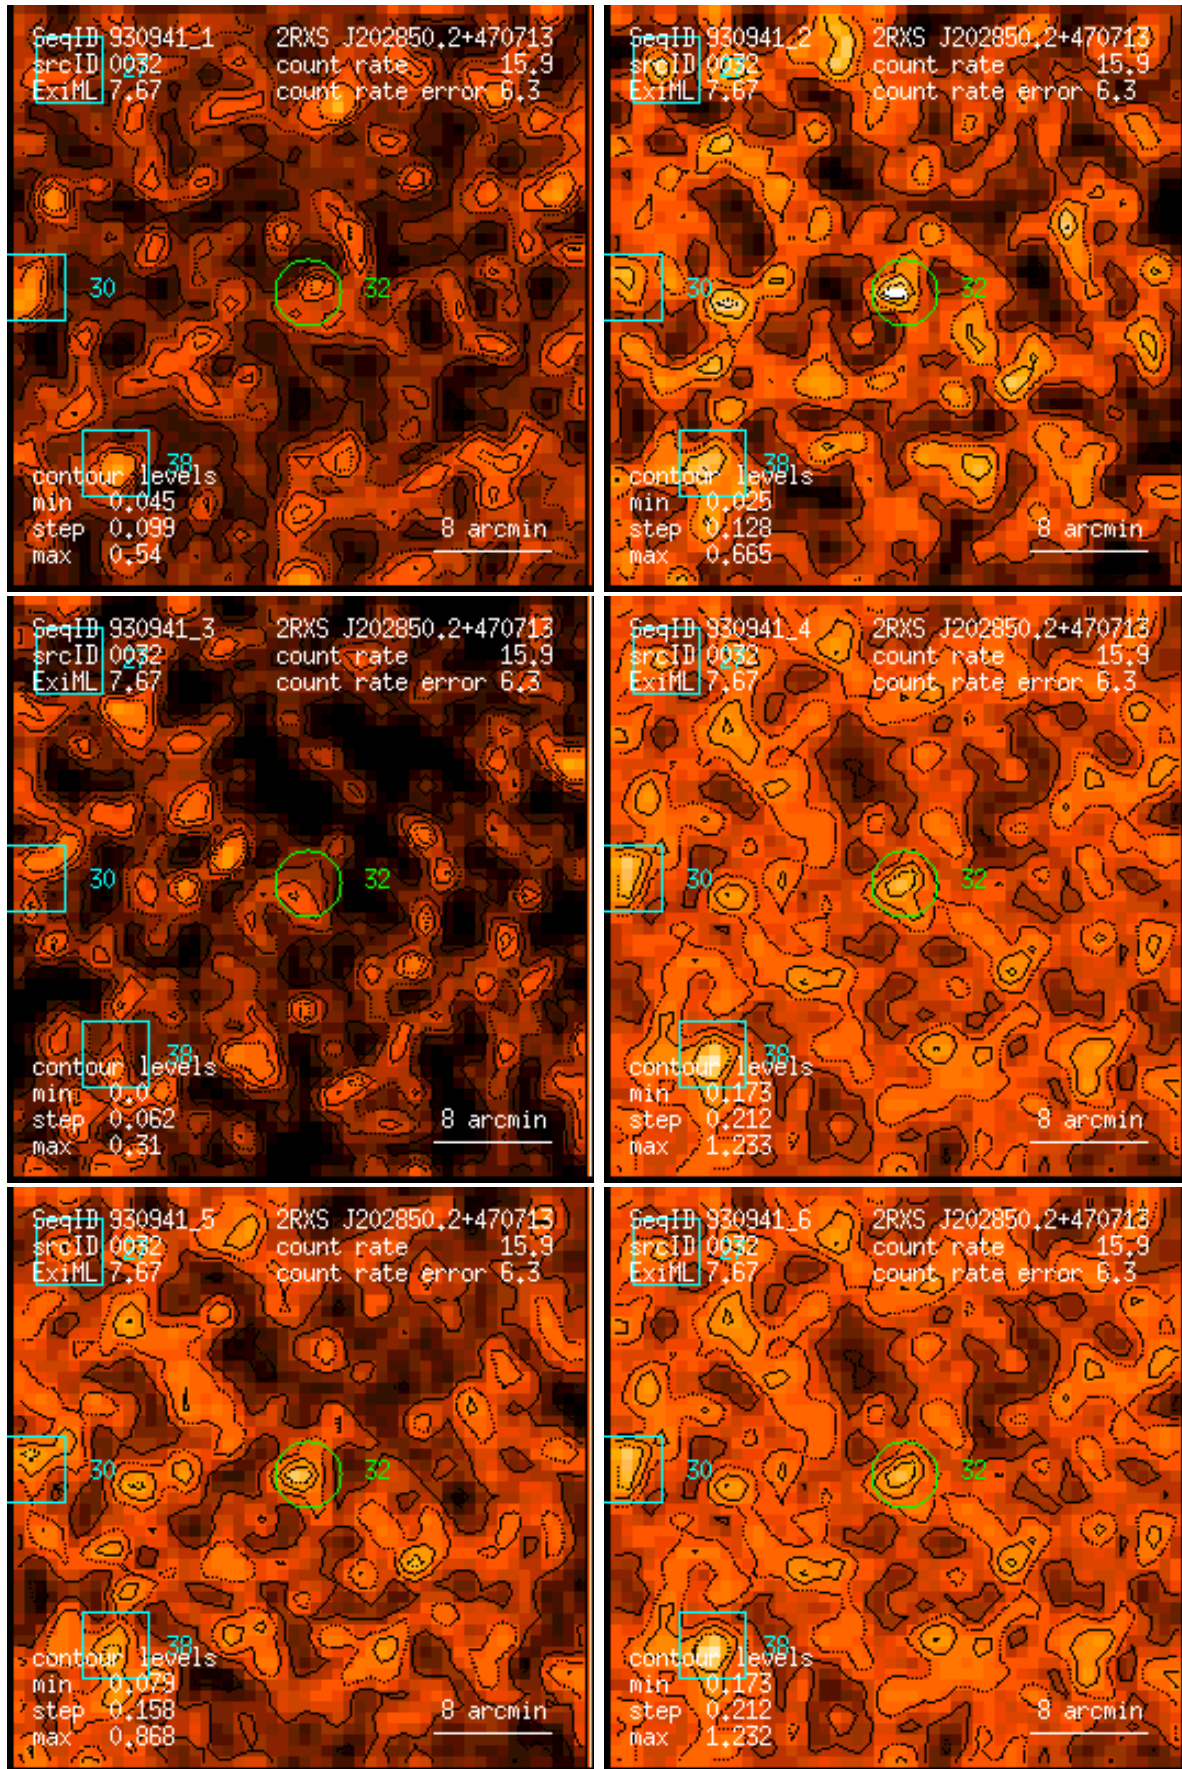 SeqID 930941_1 2RXS J202850.2+470713
srcID 0032 27 count rate 15.9
ExiML 7.67 count rate error 6.3
30 32
38
contour levels
min 0.045
step 0.099 8 arcmin
max 0.54
SeqID 930941_2 2RXS J202850.2+470713
srcID 0032 27 count rate 15.9
ExiML 7.67 count rate error 6.3
30 32
38
contour levels
min 0.025
step 0.128 8 arcmin
max 0.665
SeqID 930941_3 2RXS J202850.2+470713
srcID 0032 27 count rate 15.9
ExiML 7.67 count rate error 6.3
30 32
38
contour levels
min 0.0
step 0.062 8 arcmin
max 0.31
SeqID 930941_4 2RXS J202850.2+470713
srcID 0032 27 count rate 15.9
ExiML 7.67 count rate error 6.3
30 32
38
contour levels
min 0.173
step 0.212 8 arcmin
max 1.233
SeqID 930941_5 2RXS J202850.2+470713
srcID 0032 27 count rate 15.9
ExiML 7.67 count rate error 6.3
30 32
38
contour levels
min 0.079
step 0.158 8 arcmin
max 0.868
SeqID 930941_6 2RXS J202850.2+470713
srcID 0032 27 count rate 15.9
ExiML 7.67 count rate error 6.3
30 32
38
contour levels
min 0.173
step 0.212 8 arcmin
max 1.232